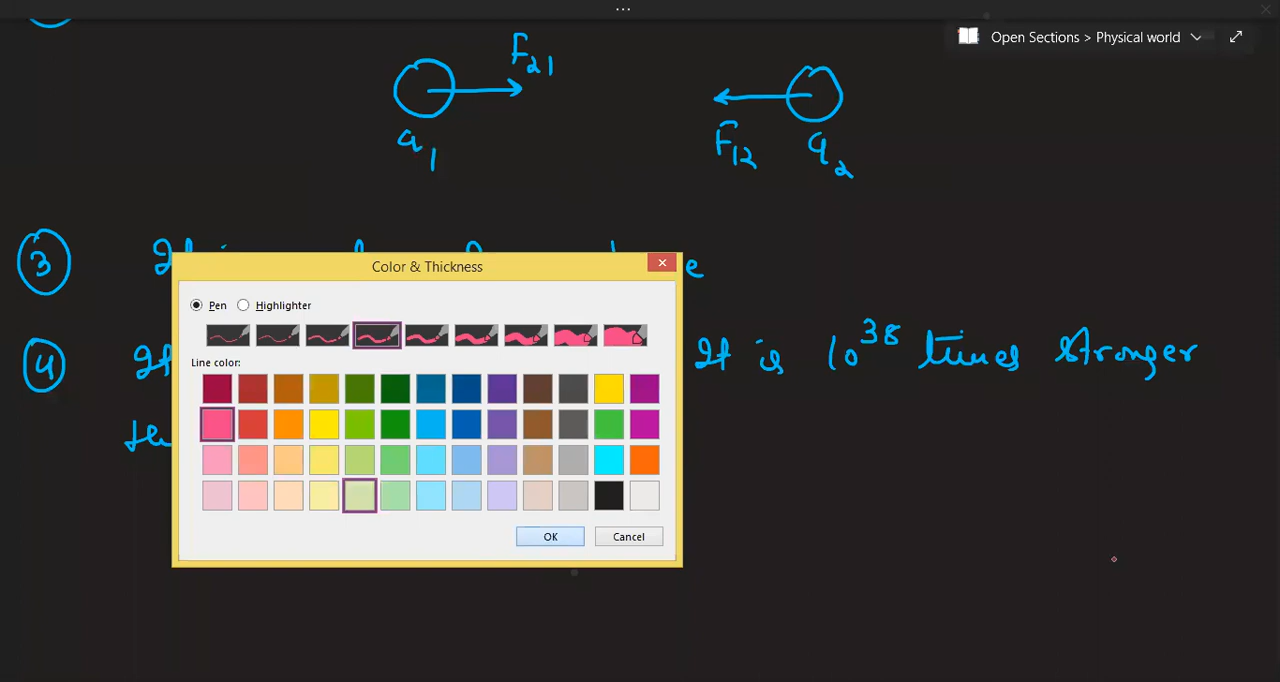 ...
Open Sections > Physical world
F21
F12
q1
q2
3
Color & Thickness
e
Pen
Highlighter
4
It
It is 10^38 times stronger
Line color:
OK
Cancel